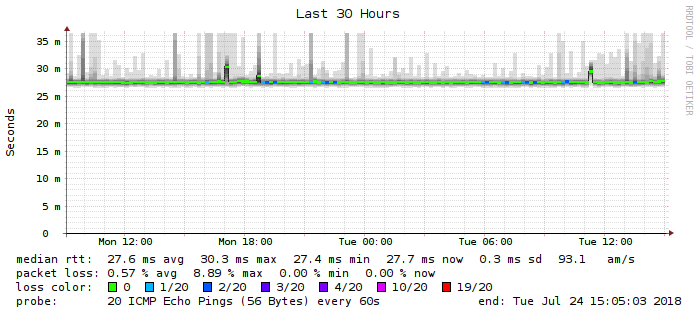 Last 30 Hours
RRDTOOL / TOBI OETIKER
Seconds
35 m
30 m
25 m
20 m
15 m
10 m
5 m
0
Mon 12:00 Mon 18:00 Tue 00:00 Tue 06:00 Tue 12:00
median rtt: 27.6 ms avg 30.3 ms max 27.4 ms min 27.7 ms now 0.3 ms sd 93.1 am/s
packet loss: 0.57 % avg 8.89 % max 0.00 % min 0.00 % now
loss color: 0 1/20 2/20 3/20 4/20 10/20 19/20
probe: 20 ICMP Echo Pings (56 Bytes) every 60s end: Tue Jul 24 15:05:03 2018